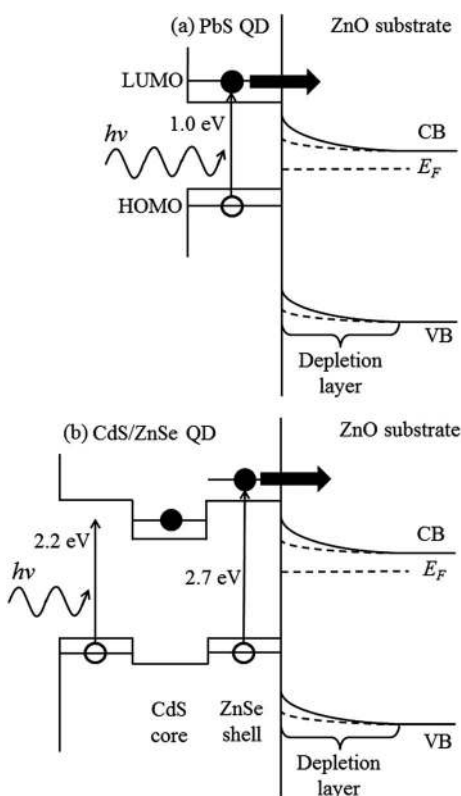 (a) PbS QD ZnO substrate
LUMO
1.0 eV
CB
hν
E_F
HOMO
VB
Depletion
layer
(b) CdS/ZnSe QD ZnO substrate
2.2 eV
CB
hν
2.7 eV
E_F
CdS
core
ZnSe
shell
VB
Depletion
layer